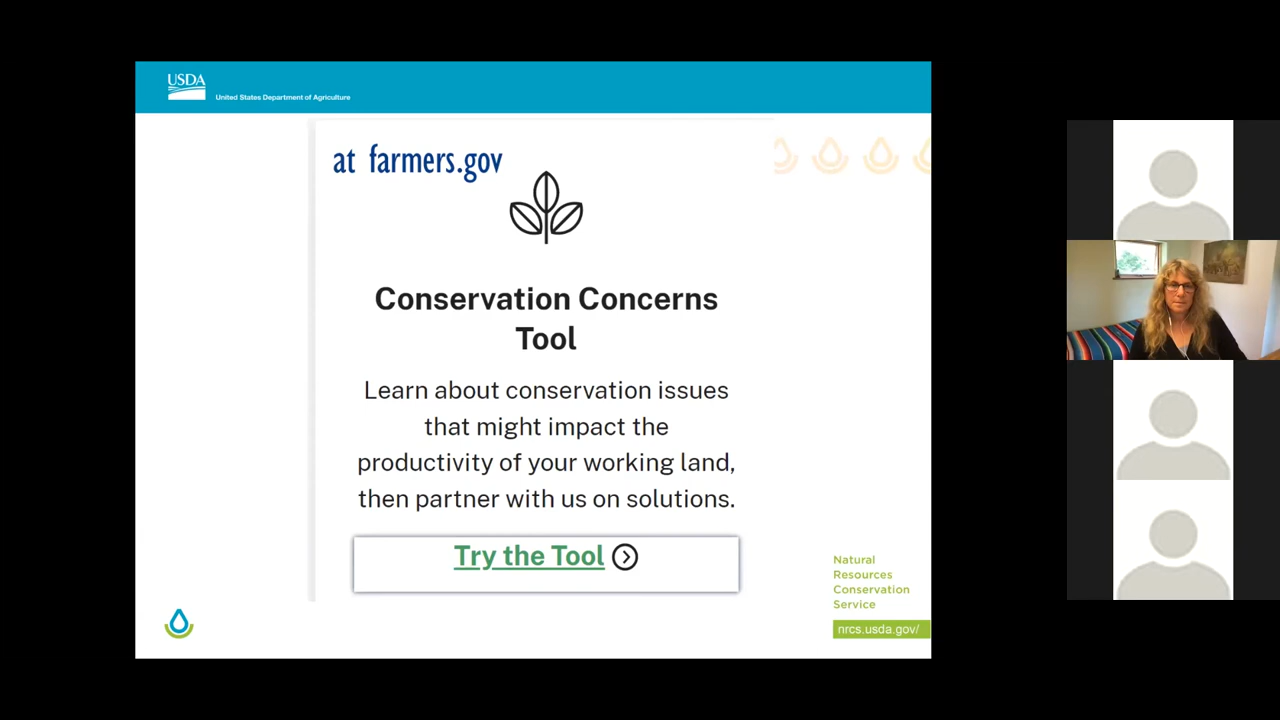 USDA
United States Department of Agriculture
at farmers.gov
Conservation Concerns
Tool
Learn about conservation issues
that might impact the
productivity of your working land,
then partner with us on solutions.
Try the Tool
Natural
Resources
Conservation
Service
nrcs.usda.gov/